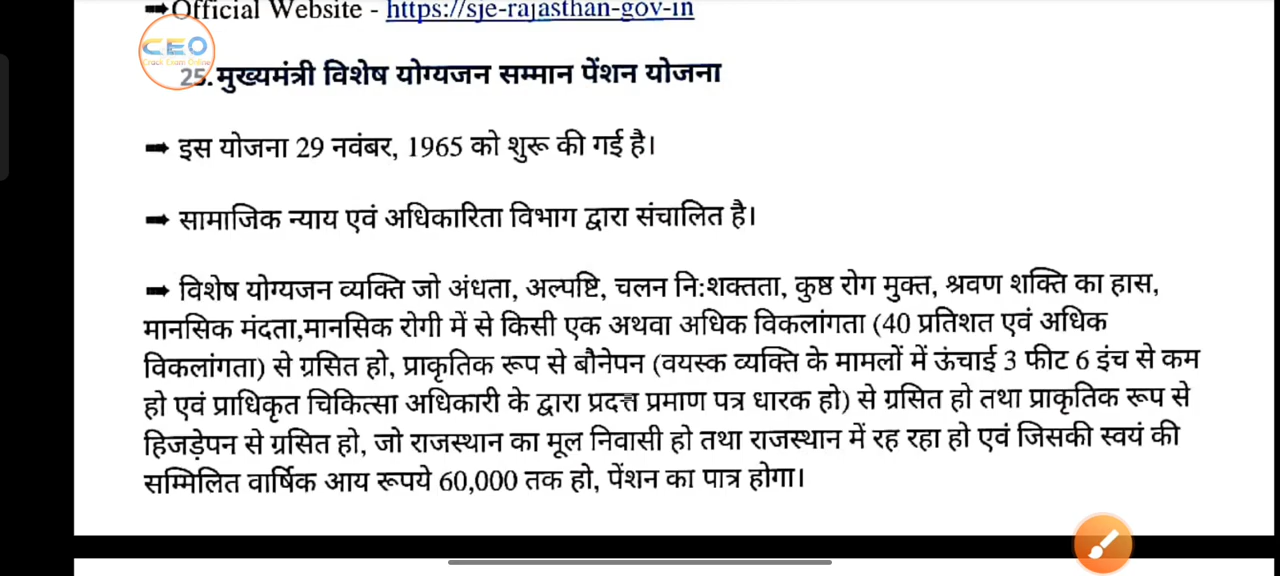 ➡Official Website - https://sje-rajasthan-gov-in
CEO
Crack Exam Online
25. मुख्यमंत्री विशेष योग्यजन सम्मान पेंशन योजना
➡ इस योजना 29 नवंबर, 1965 को शुरू की गई है।
➡ सामाजिक न्याय एवं अधिकारिता विभाग द्वारा संचालित है।
➡ विशेष योग्यजन व्यक्ति जो अंधता, अल्पष्टि, चलन नि:शक्तता, कुष्ठ रोग मुक्त, श्रवण शक्ति का हास,
मानसिक मंदता,मानसिक रोगी में से किसी एक अथवा अधिक विकलांगता (40 प्रतिशत एवं अधिक
विकलांगता) से ग्रसित हो, प्राकृतिक रूप से बौनेपन (वयस्क व्यक्ति के मामलों में ऊंचाई 3 फीट 6 इंच से कम
हो एवं प्राधिकृत चिकित्सा अधिकारी के द्वारा प्रदत्त प्रमाण पत्र धारक हो) से ग्रसित हो तथा प्राकृतिक रूप से
हिजड़ेपन से ग्रसित हो, जो राजस्थान का मूल निवासी हो तथा राजस्थान में रह रहा हो एवं जिसकी स्वयं की
सम्मिलित वार्षिक आय रूपये 60,000 तक हो, पेंशन का पात्र होगा।